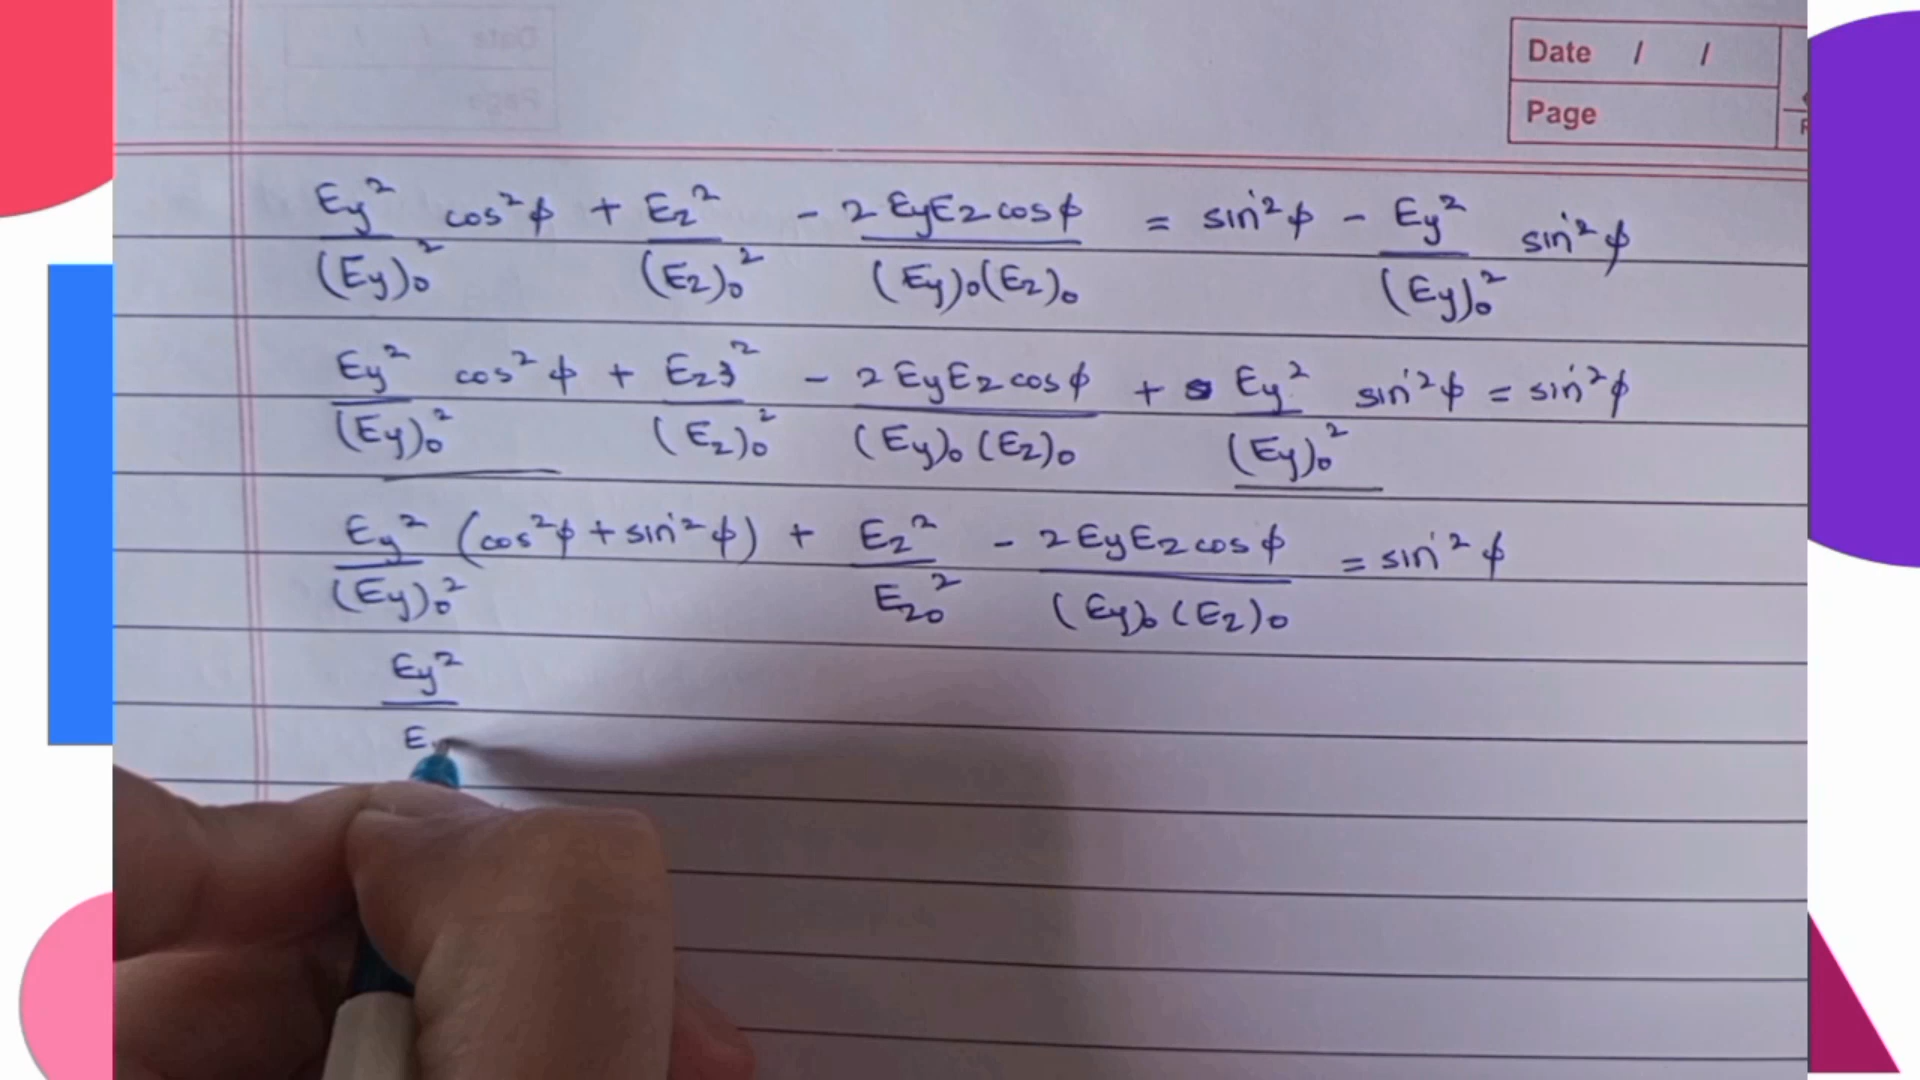 Date / /
Page
Ey² cos²φ + Ez² - 2EyEz cosφ = sin²φ - Ey² sin²φ
(Ey)₀² (Ez)₀² (Ey)₀(Ez)₀ (Ey)₀²
Ey² cos²φ + Ez² - 2EyEz cosφ + Ey² sin²φ = sin²φ
(Ey)₀² (Ez)₀² (Ey)₀(Ez)₀ (Ey)₀²
Ey² (cos²φ + sin²φ) + Ez² - 2EyEz cosφ = sin²φ
(Ey)₀² Ez₀² (Ey)₀(Ez)₀
Ey²
E